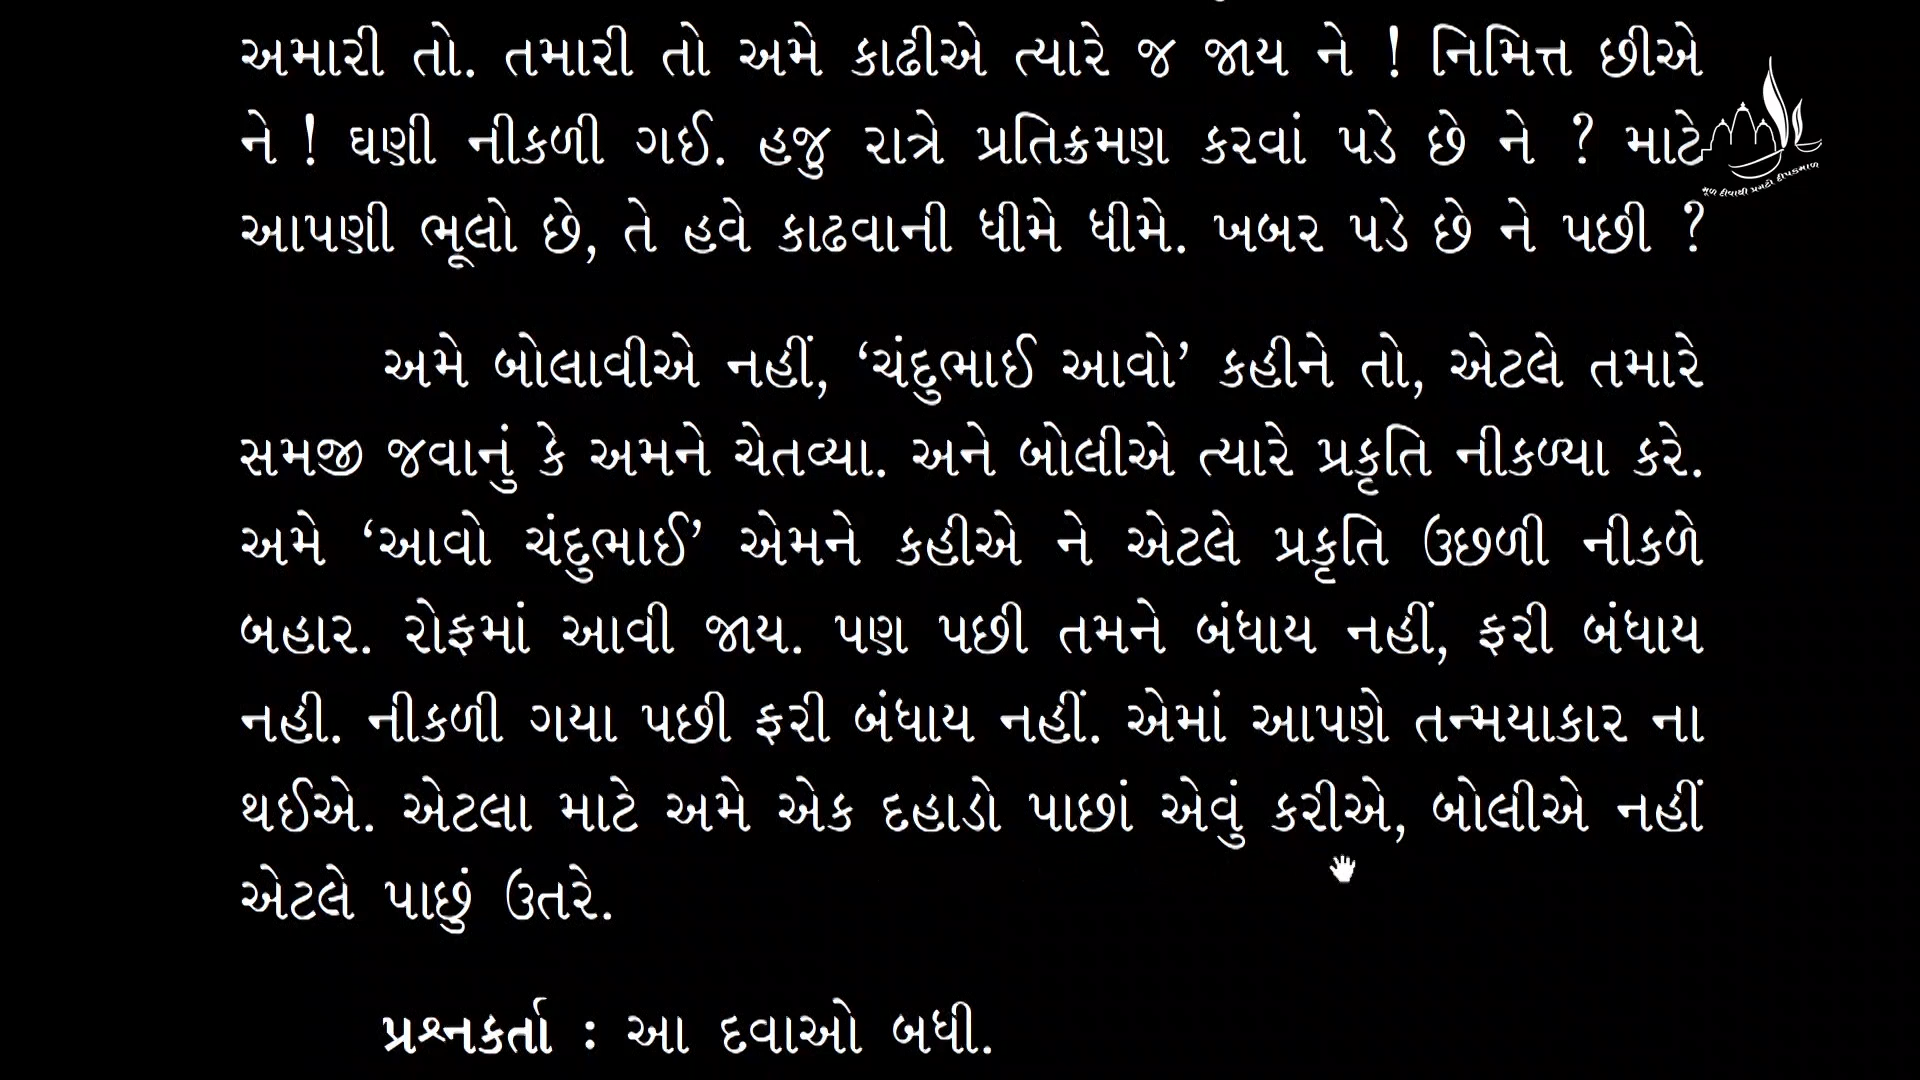 અમારી તો. તમારી તો અમે કાઢીએ ત્યારે જ જાય ને ! નિમિત્ત છીએ
ને ! ઘણી નીકળી ગઈ. હજુ રાત્રે પ્રતિક્રમણ કરવાં પડે છે ને ? માટે
આપણી ભૂલો છે, તે હવે કાઢવાની ધીમે ધીમે. ખબર પડે છે ને પછી ?
અમે બોલાવીએ નહીં, ‘ચંદુભાઈ આવો’ કહીને તો, એટલે તમારે
સમજી જવાનું કે અમને ચેતવ્યા. અને બોલીએ ત્યારે પ્રકૃતિ નીકળ્યા કરે.
અમે ‘આવો ચંદુભાઈ’ એમને કહીએ ને એટલે પ્રકૃતિ ઉછળી નીકળે
બહાર. રોફમાં આવી જાય. પણ પછી તમને બંધાય નહીં, ફરી બંધાય
નહી. નીકળી ગયા પછી ફરી બંધાય નહીં. એમાં આપણે તન્મયાકાર ના
થઈએ. એટલા માટે અમે એક દહાડો પાછાં એવું કરીએ, બોલીએ નહીં
એટલે પાછું ઉતરે.
પ્રશ્નકર્તા : આ દવાઓ બધી.
મૂળ દીવાથી પ્રગટી દીપકમાળ